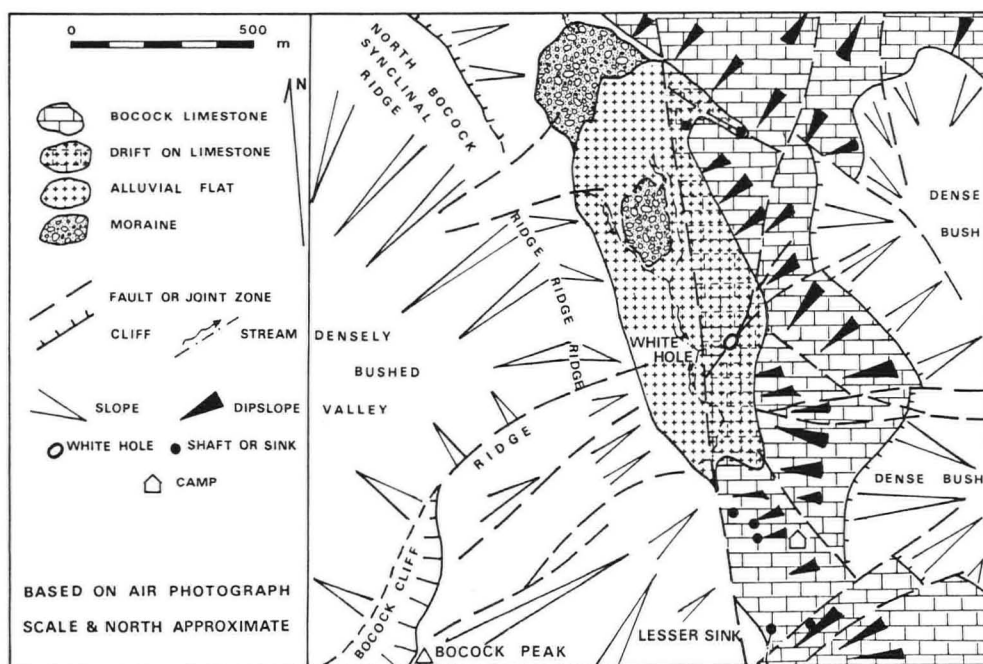 0 500
m
N
BOCOCK LIMESTONE
DRIFT ON LIMESTONE
ALLUVIAL FLAT
MORAINE
FAULT OR JOINT ZONE
CLIFF
STREAM
SLOPE
DIPSLOPE
WHITE HOLE
SHAFT OR SINK
CAMP
BASED ON AIR PHOTOGRAPH
SCALE & NORTH APPROXIMATE
NORTH BOCOCK
SYNCLINAL
RIDGE
DENSELY
BUSHED
VALLEY
RIDGE
RIDGE
RIDGE
RIDGE
RIDGE
WHITE
HOLE
DENSE
BUSH
DENSE BUSH
BOCOCK CLIFF
BOCOCK PEAK
LESSER SINK